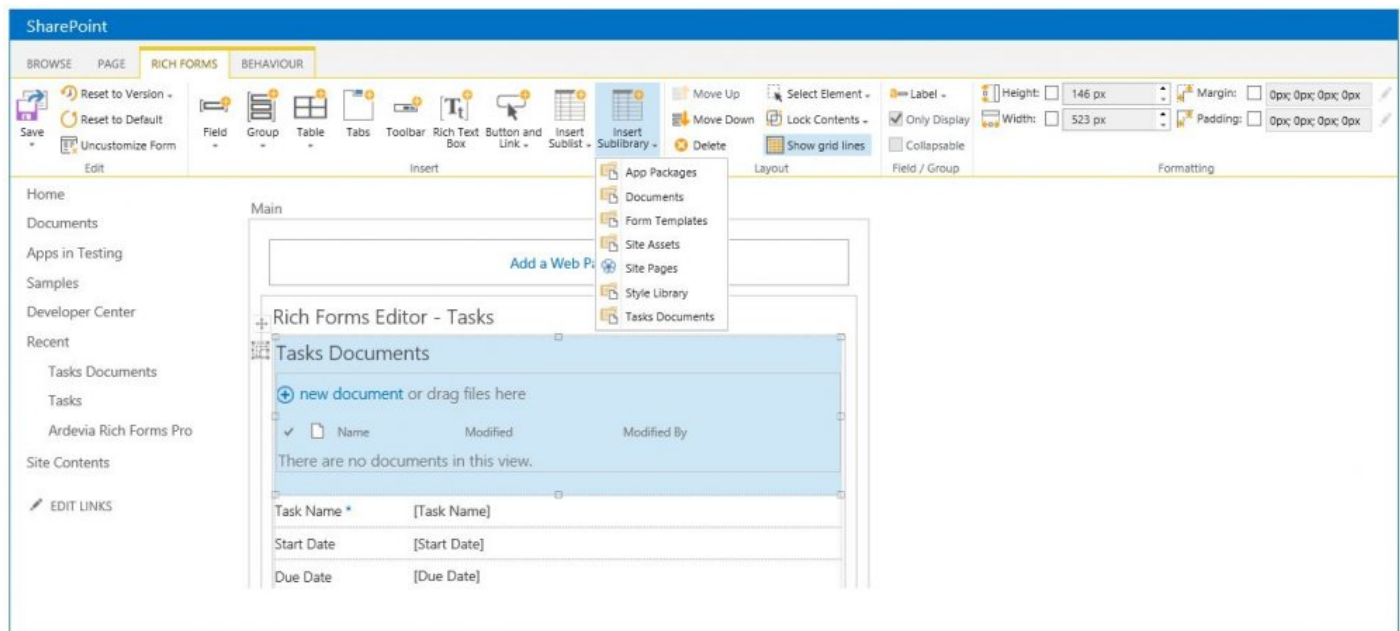 SharePoint
BROWSE PAGE RICH FORMS BEHAVIOUR
Save
Reset to Version
Reset to Default
Uncustomize Form
Edit
Field
Group
Table
Tabs
Toolbar
Rich Text Box
Button and Link
Insert Sublist
Insert Sublibrary
Insert
Move Up
Move Down
Delete
Select Element
Lock Contents
Show grid lines
Layout
Label
Only Display
Collapsable
Field / Group
Height: 146 px
Width: 523 px
Margin: 0px; 0px; 0px; 0px
Padding: 0px; 0px; 0px; 0px
Formatting
App Packages
Documents
Form Templates
Site Assets
Site Pages
Style Library
Tasks Documents
Home
Documents
Apps in Testing
Samples
Developer Center
Recent
Tasks Documents
Tasks
Ardevia Rich Forms Pro
Site Contents
EDIT LINKS
Main
Add a Web
Rich Forms Editor - Tasks
Tasks Documents
new document or drag files here
Name Modified Modified By
There are no documents in this view.
Task Name * [Task Name]
Start Date [Start Date]
Due Date [Due Date]